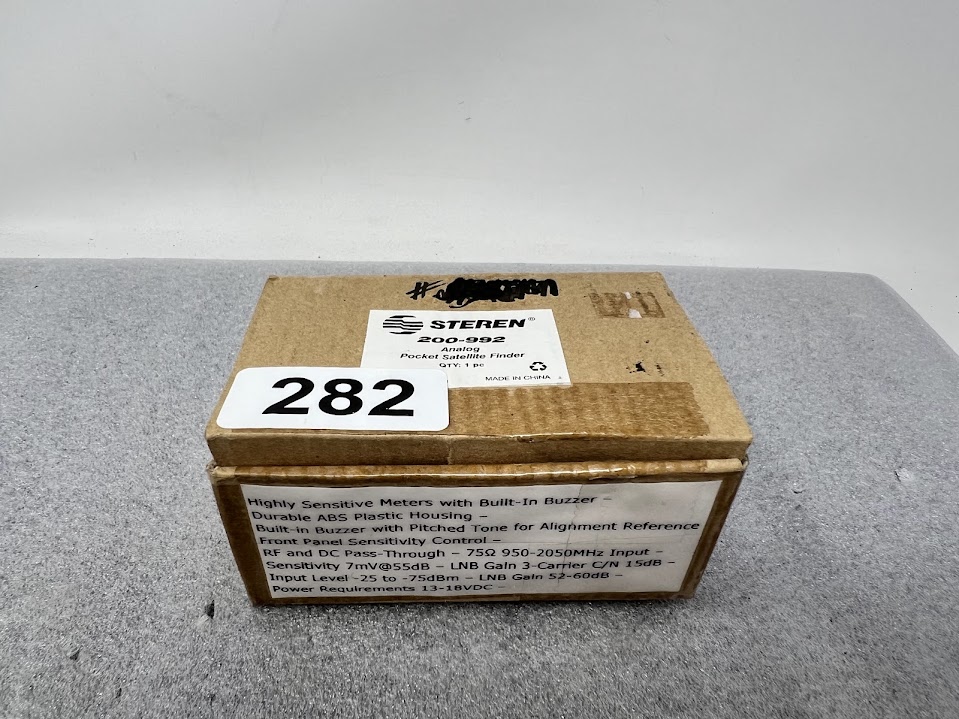 #
STEREN®
200-992
Analog
Pocket Satellite Finder
QTY: 1 pc
MADE IN CHINA
282
Highly Sensitive Meters with Built-In Buzzer –
Durable ABS Plastic Housing –
Built-in Buzzer with Pitched Tone for Alignment Reference
Front Panel Sensitivity Control –
RF and DC Pass-Through – 75Ω 950-2050MHz Input –
Sensitivity 7mV@55dB – LNB Gain 3-Carrier C/N 15dB –
Input Level -25 to -75dBm – LNB Gain 52-60dB –
Power Requirements 13-18VDC –